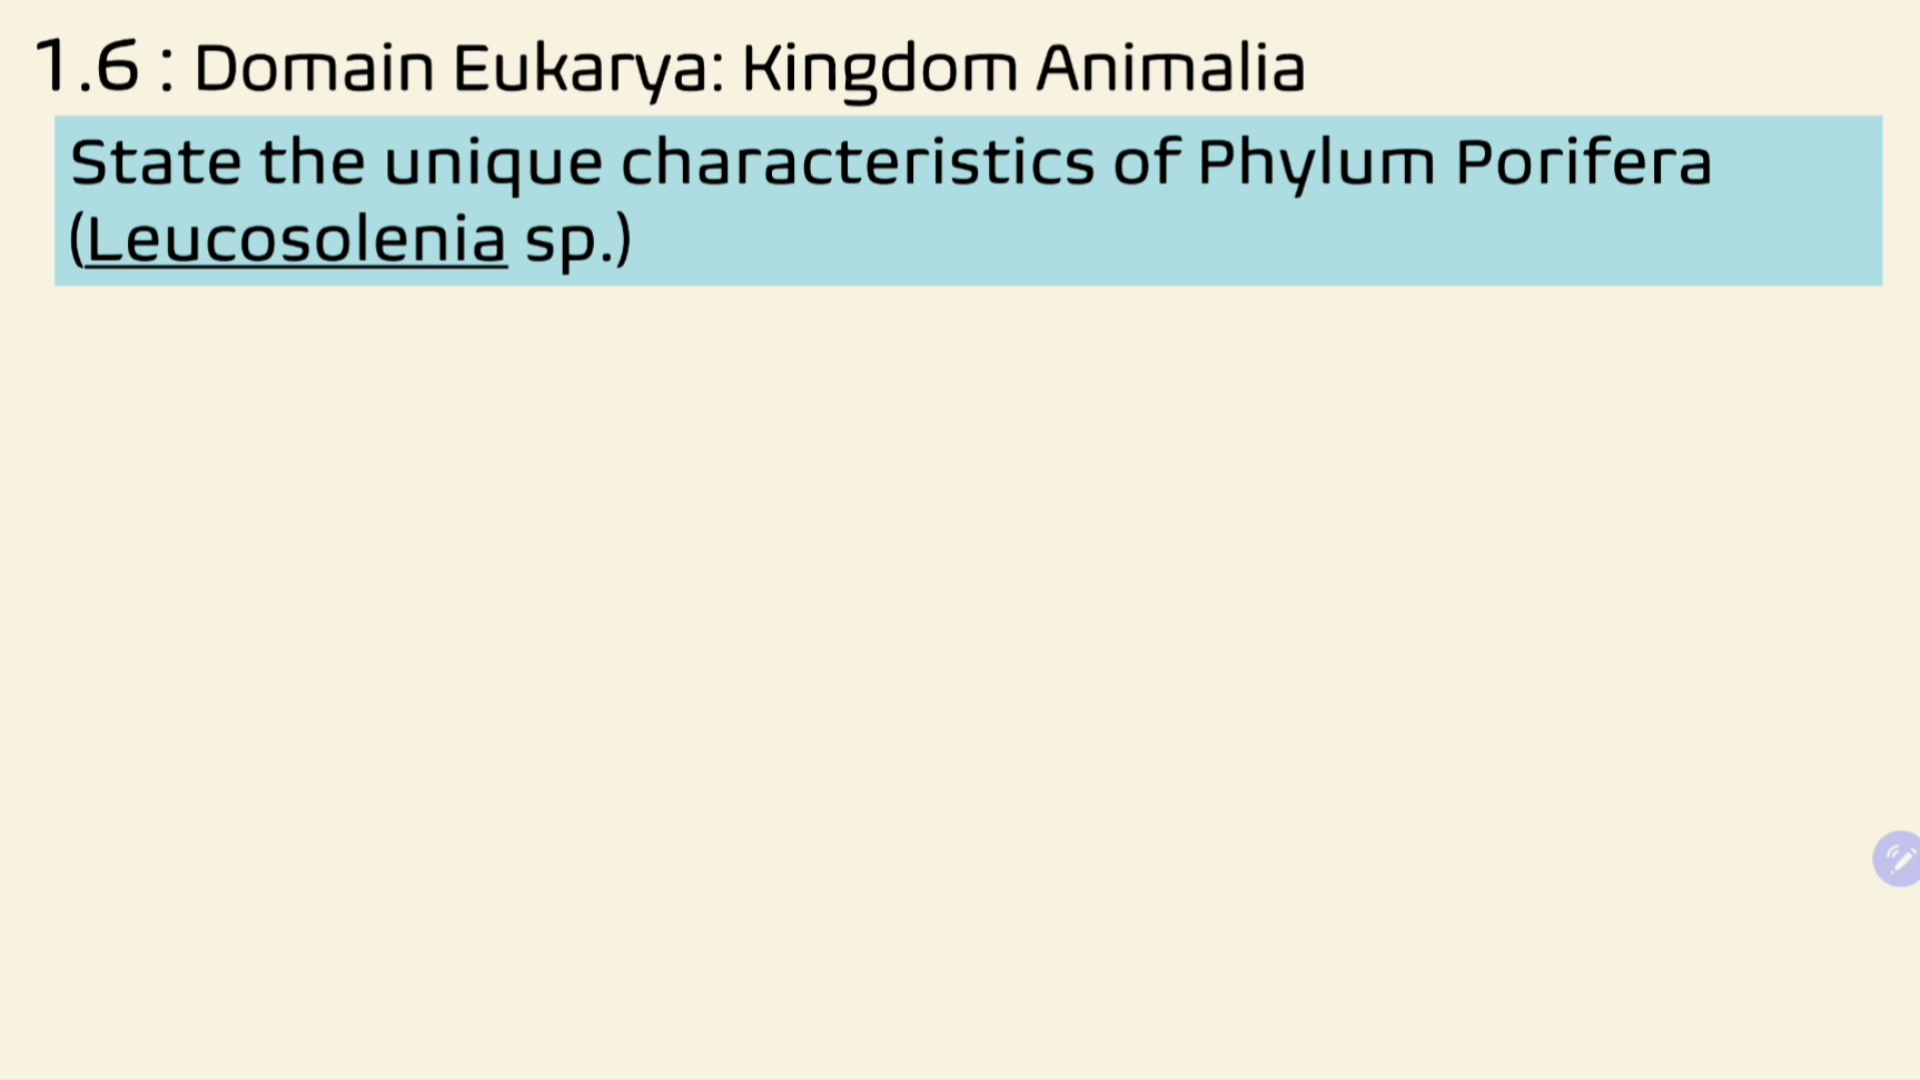 1.6 : Domain Eukarya: Kingdom Animalia
State the unique characteristics of Phylum Porifera
(Leucosolenia sp.)